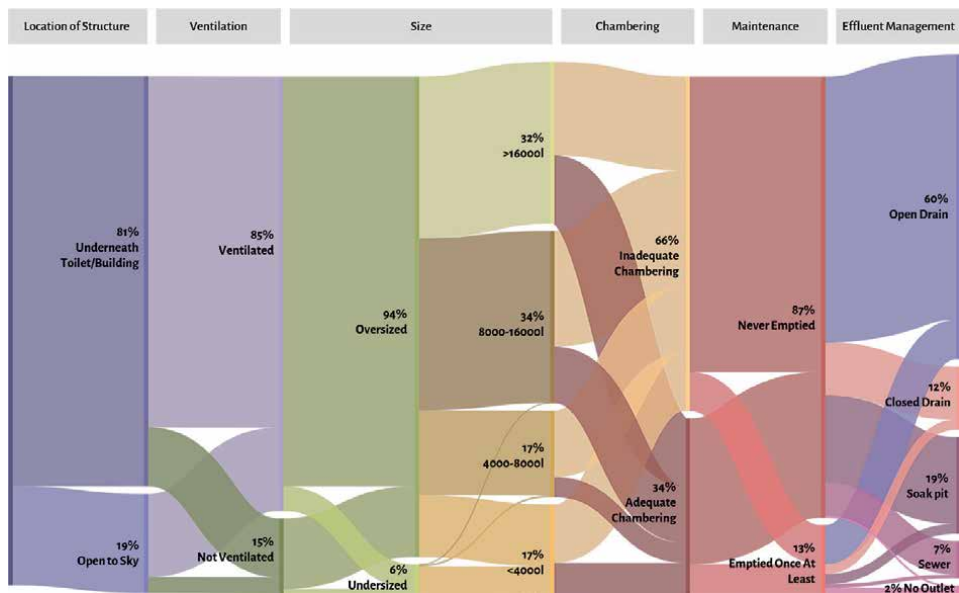 Location of Structure
Ventilation
Size
Chambering
Maintenance
Effluent Management
81%
Underneath
Toilet/Building
19%
Open to Sky
85%
Ventilated
15%
Not Ventilated
94%
Oversized
6%
Undersized
32%
>16000l
34%
8000-16000l
17%
4000-8000l
17%
<4000l
66%
Inadequate
Chambering
34%
Adequate
Chambering
87%
Never Emptied
13%
Emptied Once At
Least
60%
Open Drain
12%
Closed Drain
19%
Soak pit
7%
Sewer
2% No Outlet